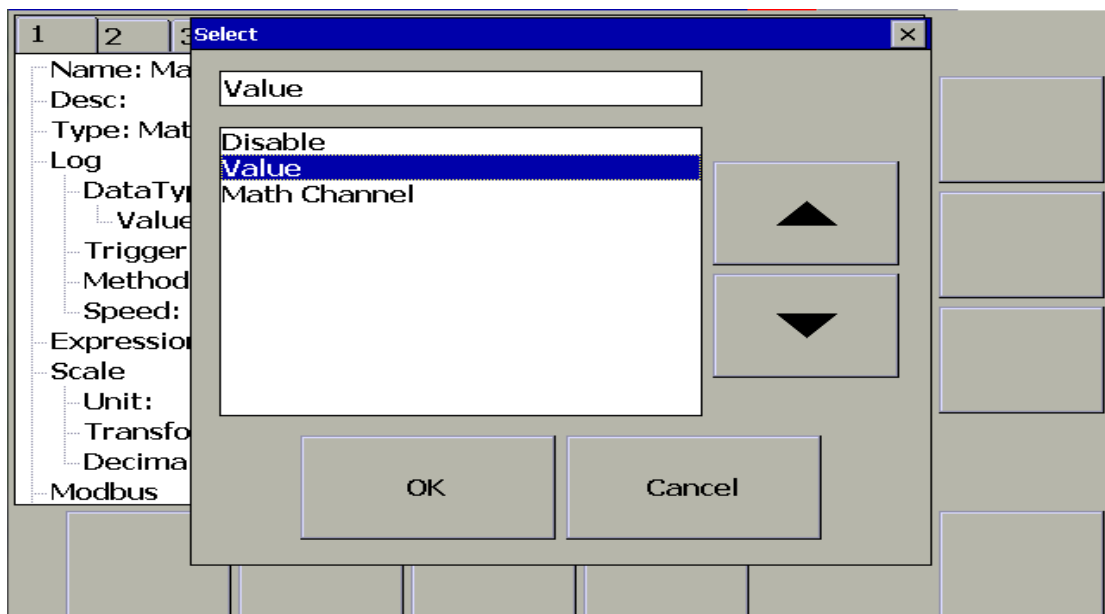 1
2
Select
Name: Ma
Desc:
Type: Mat
Log
DataTy
Value
Trigger
Method
Speed:
Expressio
Scale
Unit:
Transfo
Decima
Modbus
Value
Disable
Value
Math Channel
OK
Cancel